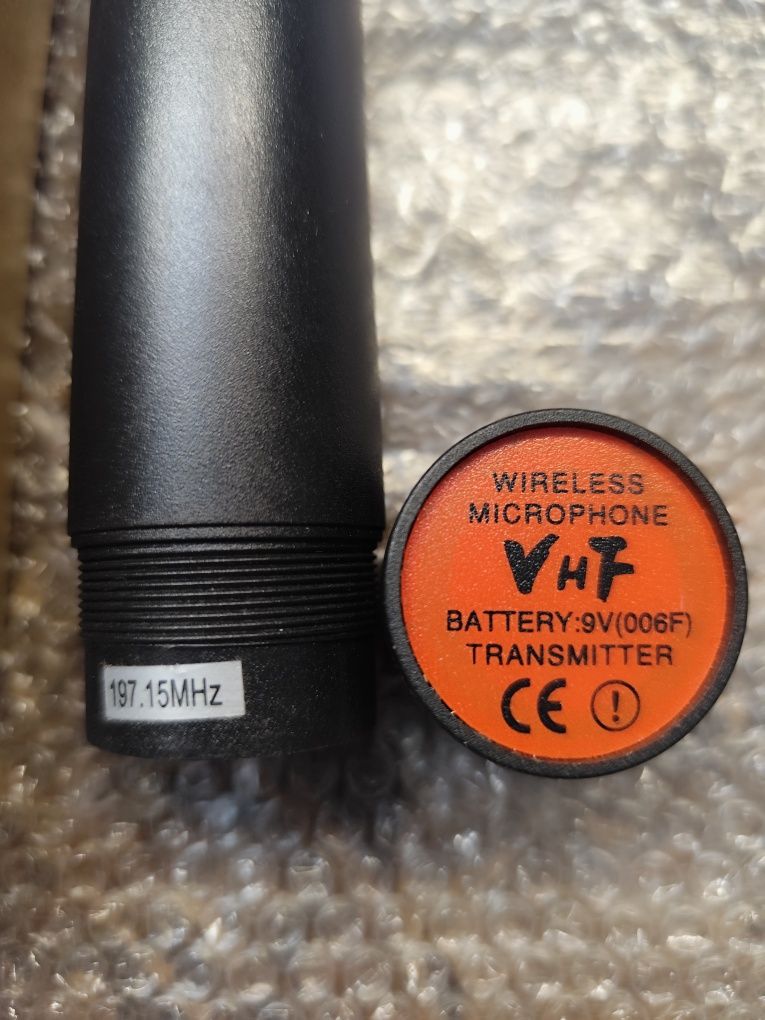 WIRELESS
MICROPHONE
VHF
BATTERY:9V(006F)
TRANSMITTER
CE !
197.15MHz